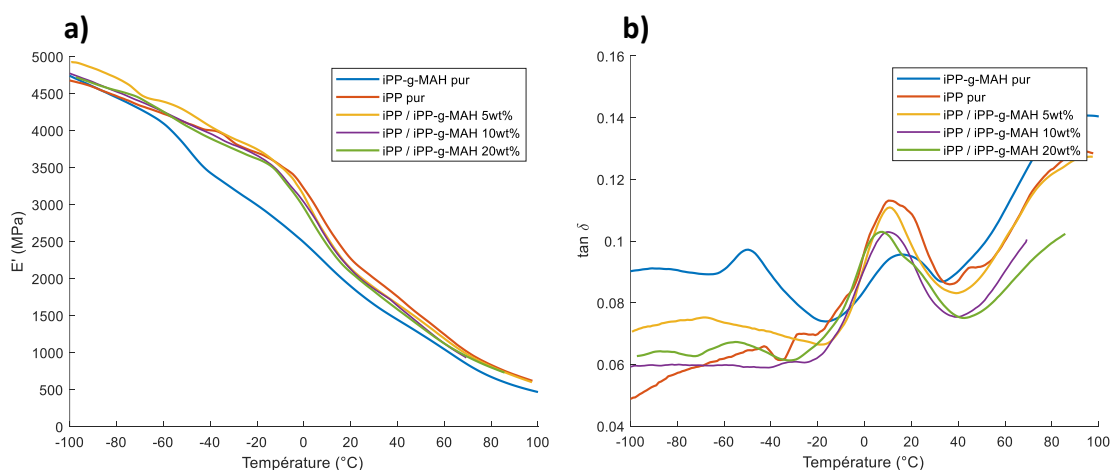 a)
5000
4500
4000
3500
3000
2500
2000
1500
1000
500
0
E' (MPa)
-100 -80 -60 -40 -20 0 20 40 60 80 100
Température (°C)
iPP-g-MAH pur
iPP pur
iPP / iPP-g-MAH 5wt%
iPP / iPP-g-MAH 10wt%
iPP / iPP-g-MAH 20wt%
b)
0.16
0.14
0.12
0.1
0.08
0.06
0.04
tan δ
-100 -80 -60 -40 -20 0 20 40 60 80 100
Température (°C)
iPP-g-MAH pur
iPP pur
iPP / iPP-g-MAH 5wt%
iPP / iPP-g-MAH 10wt%
iPP / iPP-g-MAH 20wt%